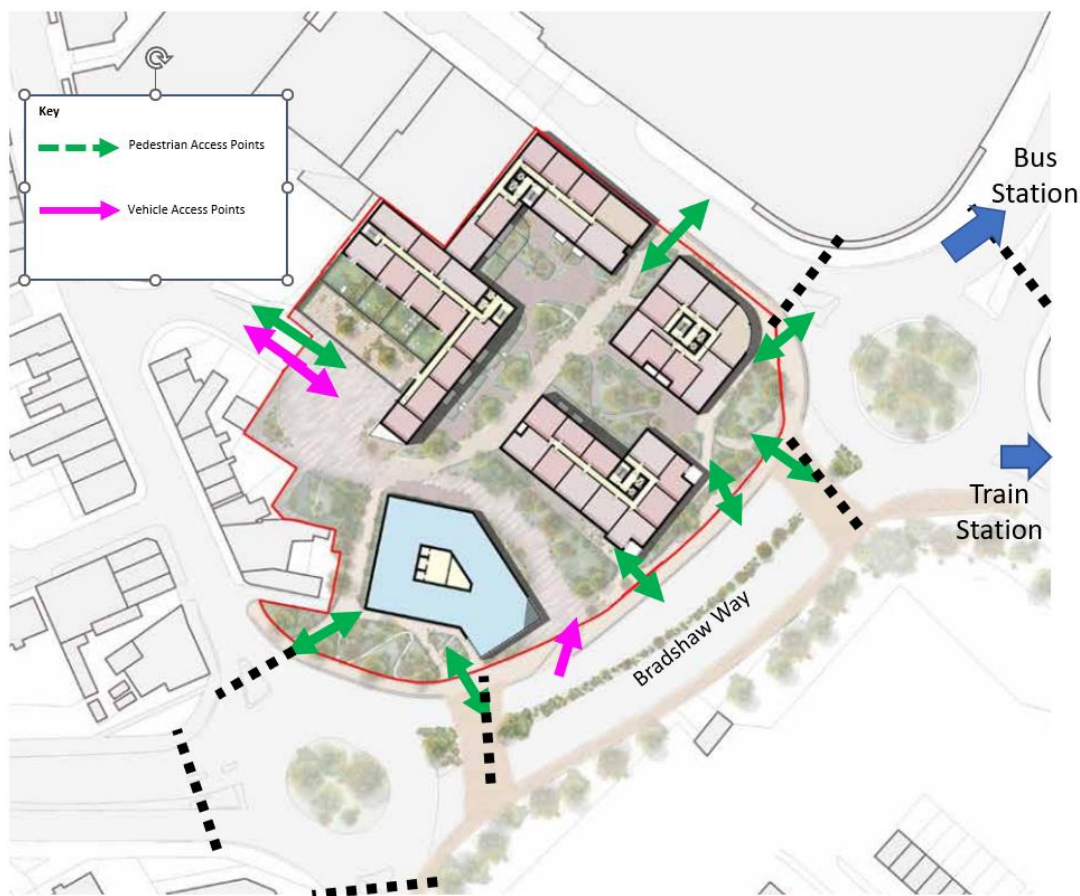 Key
Pedestrian Access Points
Vehicle Access Points
Bus
Station
Train
Station
Bradshaw Way